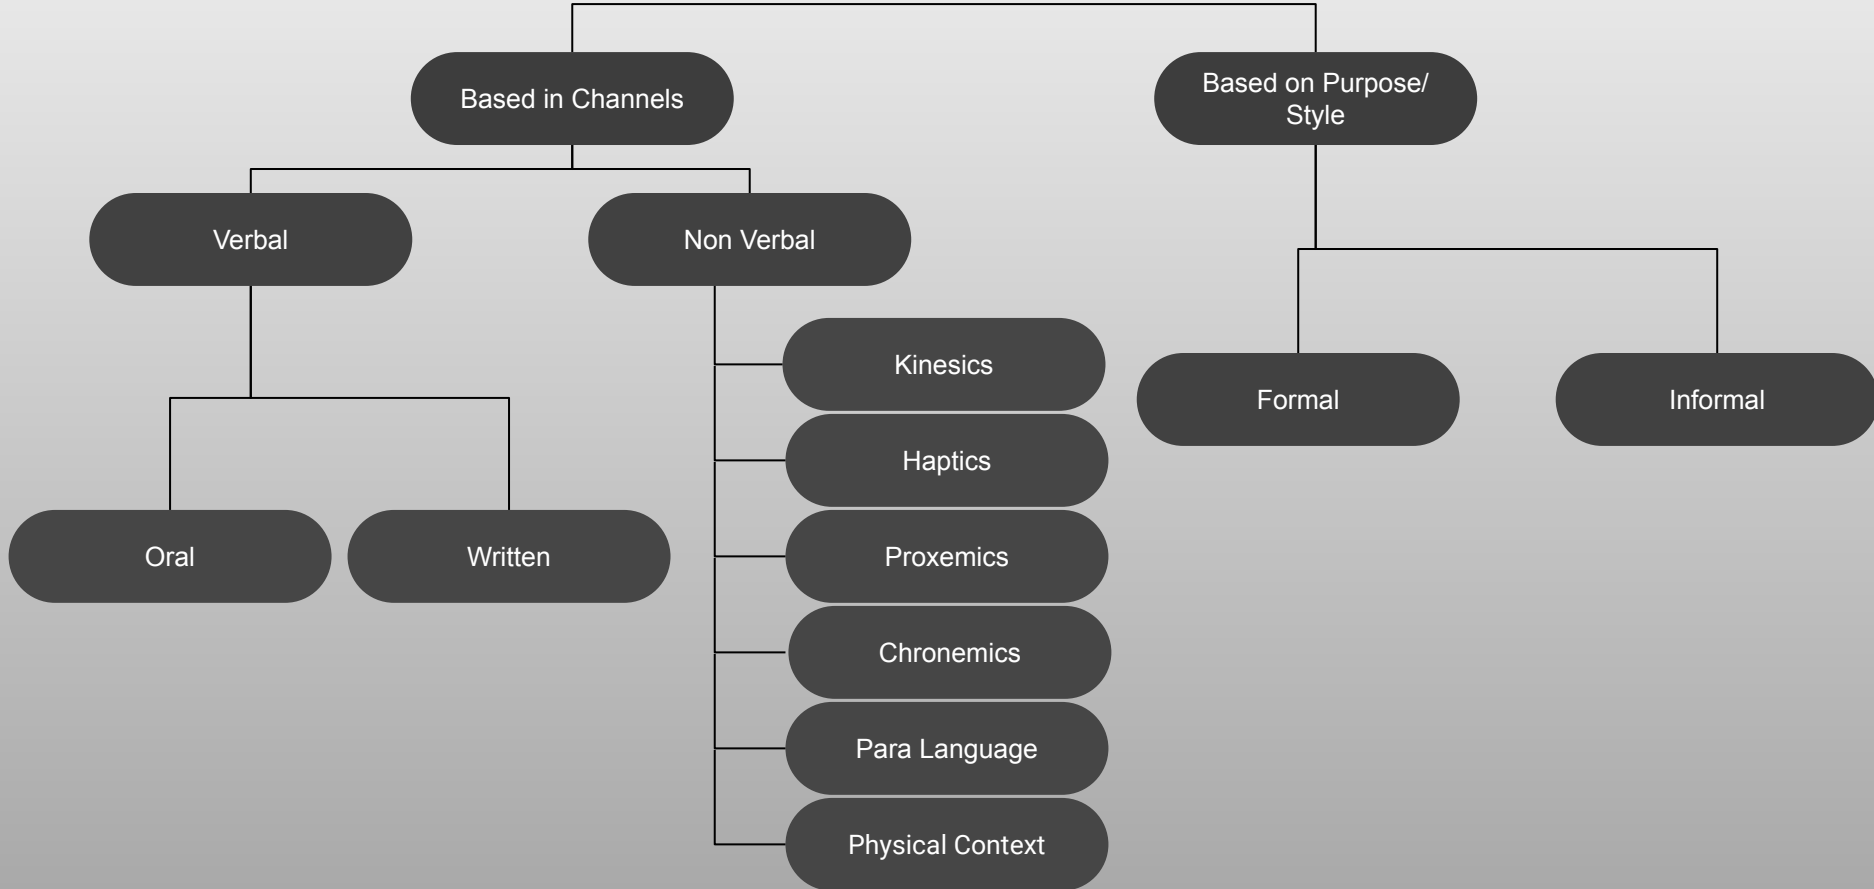 Based in Channels
Based on Purpose/
Style
Verbal
Non Verbal
Kinesics
Formal
Informal
Haptics
Oral
Written
Proxemics
Chronemics
Para Language
Physical Context